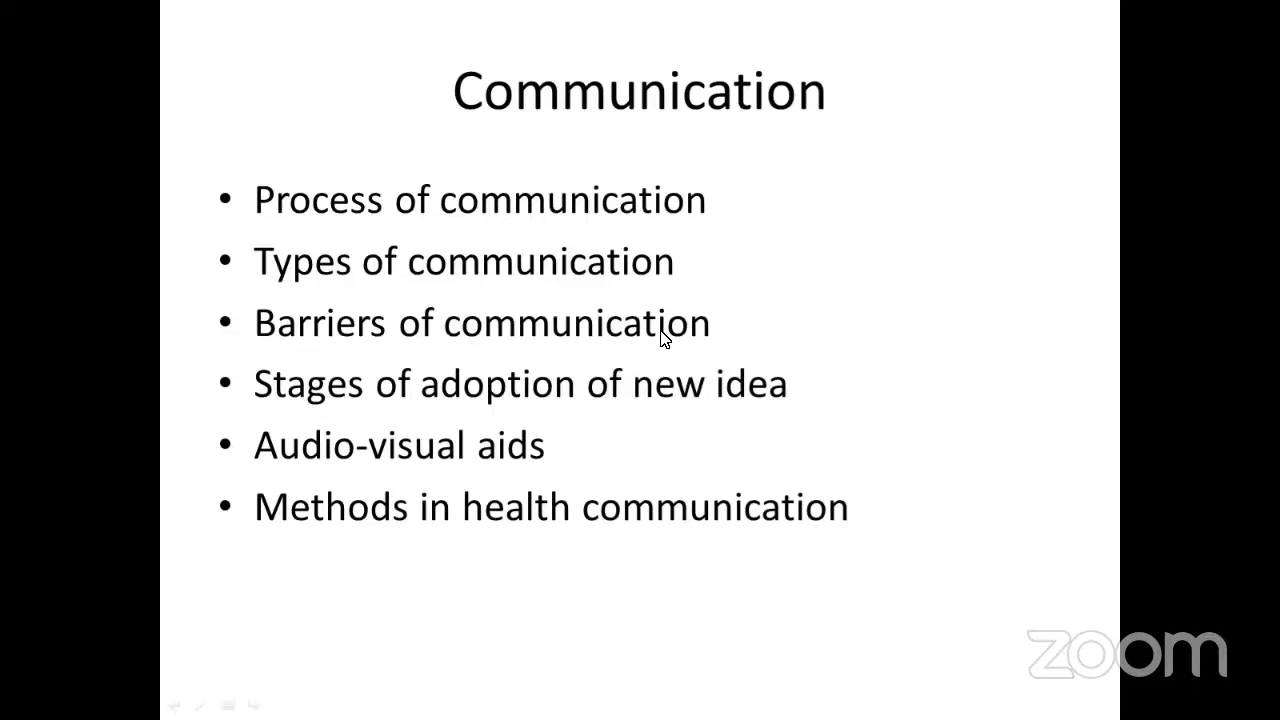 Communication
• Process of communication
• Types of communication
• Barriers of communication
• Stages of adoption of new idea
• Audio-visual aids
• Methods in health communication
zoom